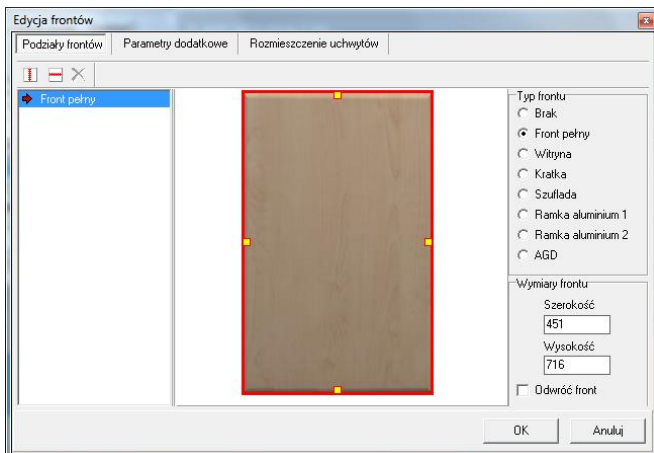 Edycja frontów
Podziały frontów Parametry dodatkowe Rozmieszczenie uchwytów
Front pełny
Typ frontu
Brak
Front pełny
Witryna
Kratka
Szuflada
Ramka aluminium 1
Ramka aluminium 2
AGD
Wymiary frontu
Szerokość
451
Wysokość
716
Odwróć front
OK Anuluj